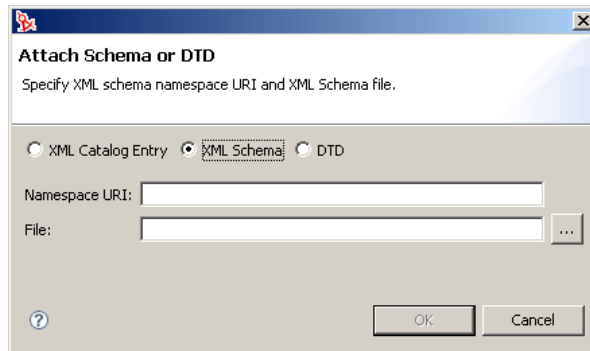 Attach Schema or DTD
Specify XML schema namespace URI and XML Schema file.
XML Catalog Entry XML Schema DTD
Namespace URI:
File:
...
? OK Cancel